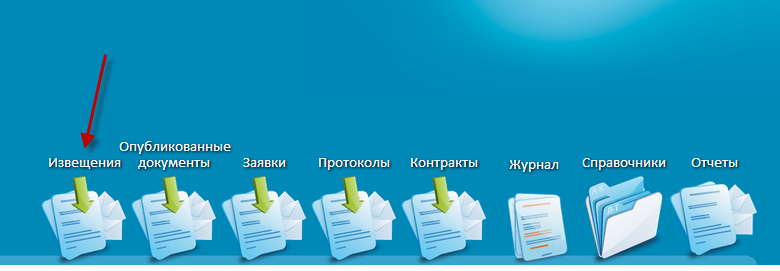 Извещения
Опубликованные
документы
Заявки
Протоколы
Контракты
Журнал
Справочники
Отчеты